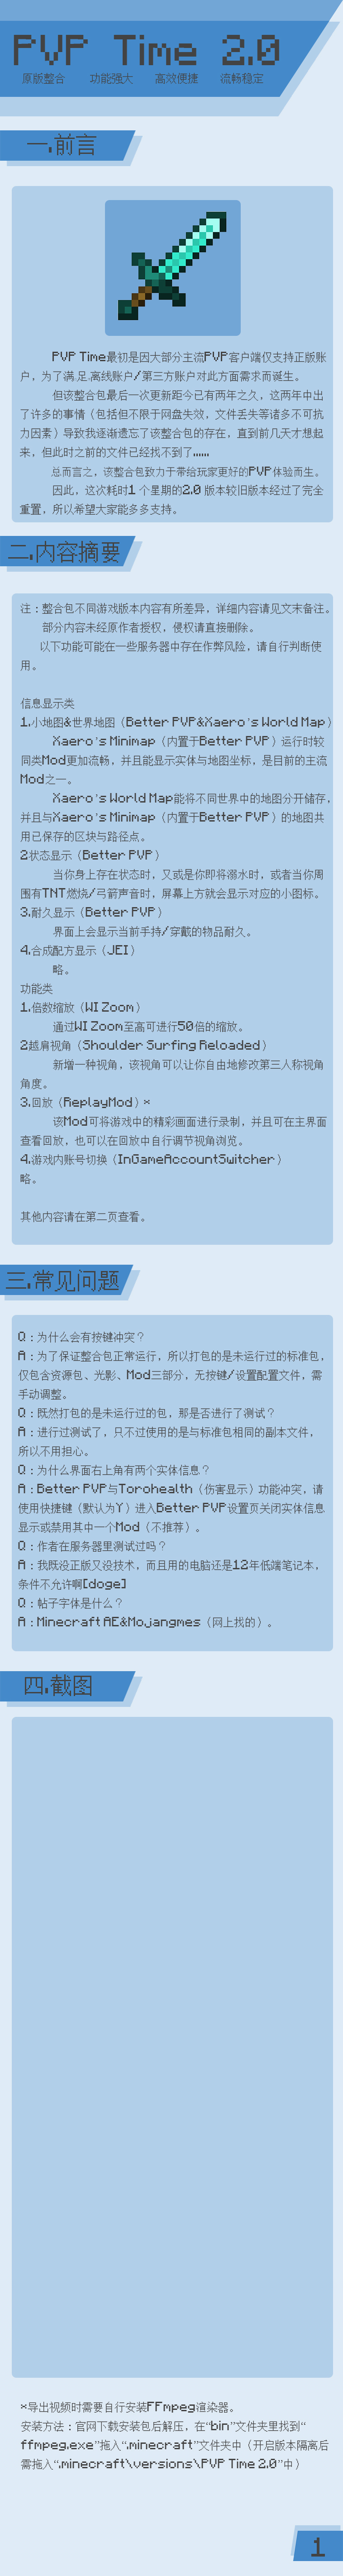 PVP Time 2.0
原版整合 功能强大 高效便捷 流畅稳定
一.前言
PVP Time最初是因大部分主流PVP客户端仅支持正版账
户，为了满足离线账户/第三方账户对此方面需求而诞生。
但该整合包最后一次更新距今已有两年之久，这两年中出
了许多的事情（包括但不限于网盘失效，文件丢失等诸多不可抗
力因素）导致我逐渐遗忘了该整合包的存在，直到前几天才想起
来，但此时之前的文件已经找不到了......
总而言之，该整合包致力于带给玩家更好的PVP体验而生。
因此，这次耗时1 个星期的2.0 版本较旧版本经过了完全
重置，所以希望大家能多多支持。
二.内容摘要
注：整合包不同游戏版本内容有所差异，详细内容请见文末备注。
部分内容未经原作者授权，侵权请直接删除。
以下功能可能在一些服务器中存在作弊风险，请自行判断使
用。
信息显示类
1.小地图&世界地图（Better PVP&Xaero's World Map）
Xaero's Minimap（内置于Better PVP）运行时较
同类Mod更加流畅，并且能显示实体与地图坐标，是目前的主流
Mod之一。
Xaero's World Map能将不同世界中的地图分开储存，
并且与Xaero's Minimap（内置于Better PVP）的地图共
用已保存的区块与路径点。
2状态显示（Better PVP）
当你身上存在状态时，又或是你即将溺水时，或者当你周
围有TNT燃烧/弓箭声音时，屏幕上方就会显示对应的小图标。
3.耐久显示（Better PVP）
界面上会显示当前手持/穿戴的物品耐久。
4.合成配方显示（JEI）
略。
功能类
1.倍数缩放（WI Zoom）
通过WI Zoom至高可进行50倍的缩放。
2越肩视角（Shoulder Surfing Reloaded）
新增一种视角，该视角可以让你自由地修改第三人称视角
角度。
3.回放（ReplayMod）*
该Mod可将游戏中的精彩画面进行录制，并且可在主界面
查看回放，也可以在回放中自行调节视角浏览。
4.游戏内账号切换（InGameAccountSwitcher）
略。
其他内容请在第二页查看。
三.常见问题
Q：为什么会有按键冲突？
A：为了保证整合包正常运行，所以打包的是未运行过的标准包，
仅包含资源包、光影、Mod三部分，无按键/设置配置文件，需
手动调整。
Q：既然打包的是未运行过的包，那是否进行了测试？
A：进行过测试了，只不过使用的是与标准包相同的副本文件，
所以不用担心。
Q：为什么界面右上角有两个实体信息？
A：Better PVP与Torohealth（伤害显示）功能冲突，请
使用快捷键（默认为Y）进入Better PVP设置页关闭实体信息
显示或禁用其中一个Mod（不推荐）。
Q：作者在服务器里测试过吗？
A：我既没正版又没技术，而且用的电脑还是12年低端笔记本，
条件不允许啊[doge]
Q：帖子字体是什么？
A：Minecraft AE&Mojangmes（网上找的）。
四.截图
*导出视频时需要自行安装FFmpeg渲染器。
安装方法：官网下载安装包后解压，在“bin”文件夹里找到“
ffmpeg.exe”拖入“.minecraft”文件夹中（开启版本隔离后
需拖入“.minecraft\versions\PVP Time 2.0”中）
1